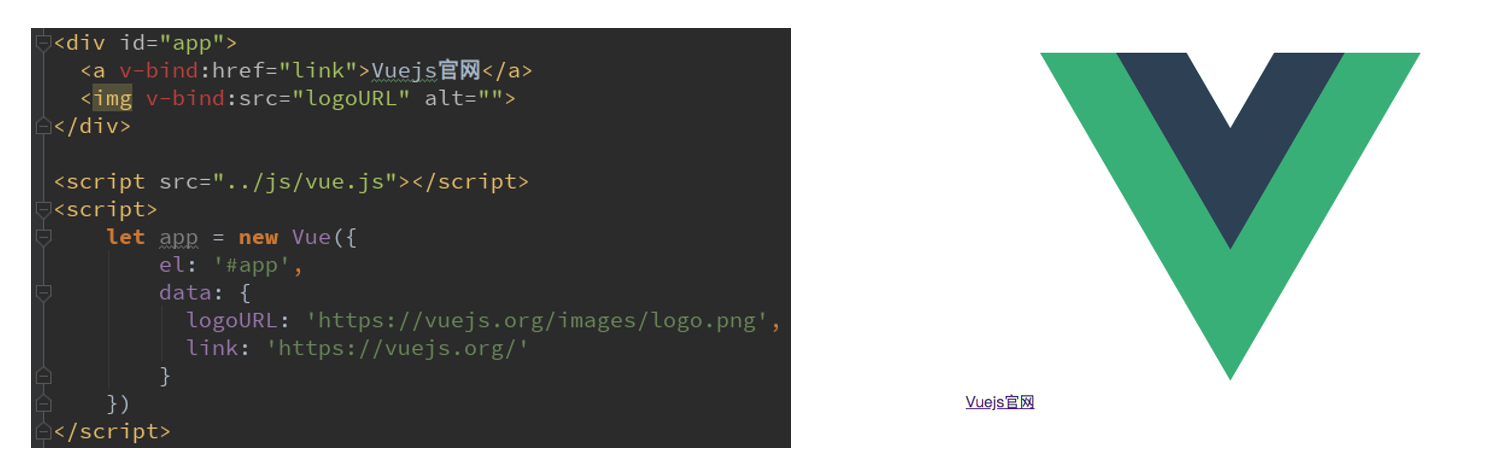 <div id="app">
  <a v-bind:href="link">Vuejs官网</a>
  <img v-bind:src="logoURL" alt="">
</div>

<script src="../js/vue.js"></script>
<script>
    let app = new Vue({
        el: '#app',
        data: {
          logoURL: 'https://vuejs.org/images/logo.png',
          link: 'https://vuejs.org/'
        }
    })
</script>
Vuejs官网